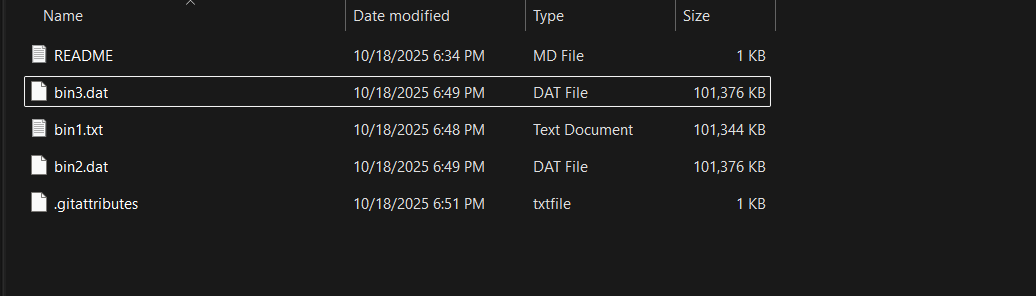 Name Date modified Type Size
README 10/18/2025 6:34 PM MD File 1 KB
bin3.dat 10/18/2025 6:49 PM DAT File 101,376 KB
bin1.txt 10/18/2025 6:48 PM Text Document 101,344 KB
bin2.dat 10/18/2025 6:49 PM DAT File 101,376 KB
.gitattributes 10/18/2025 6:51 PM txtfile 1 KB